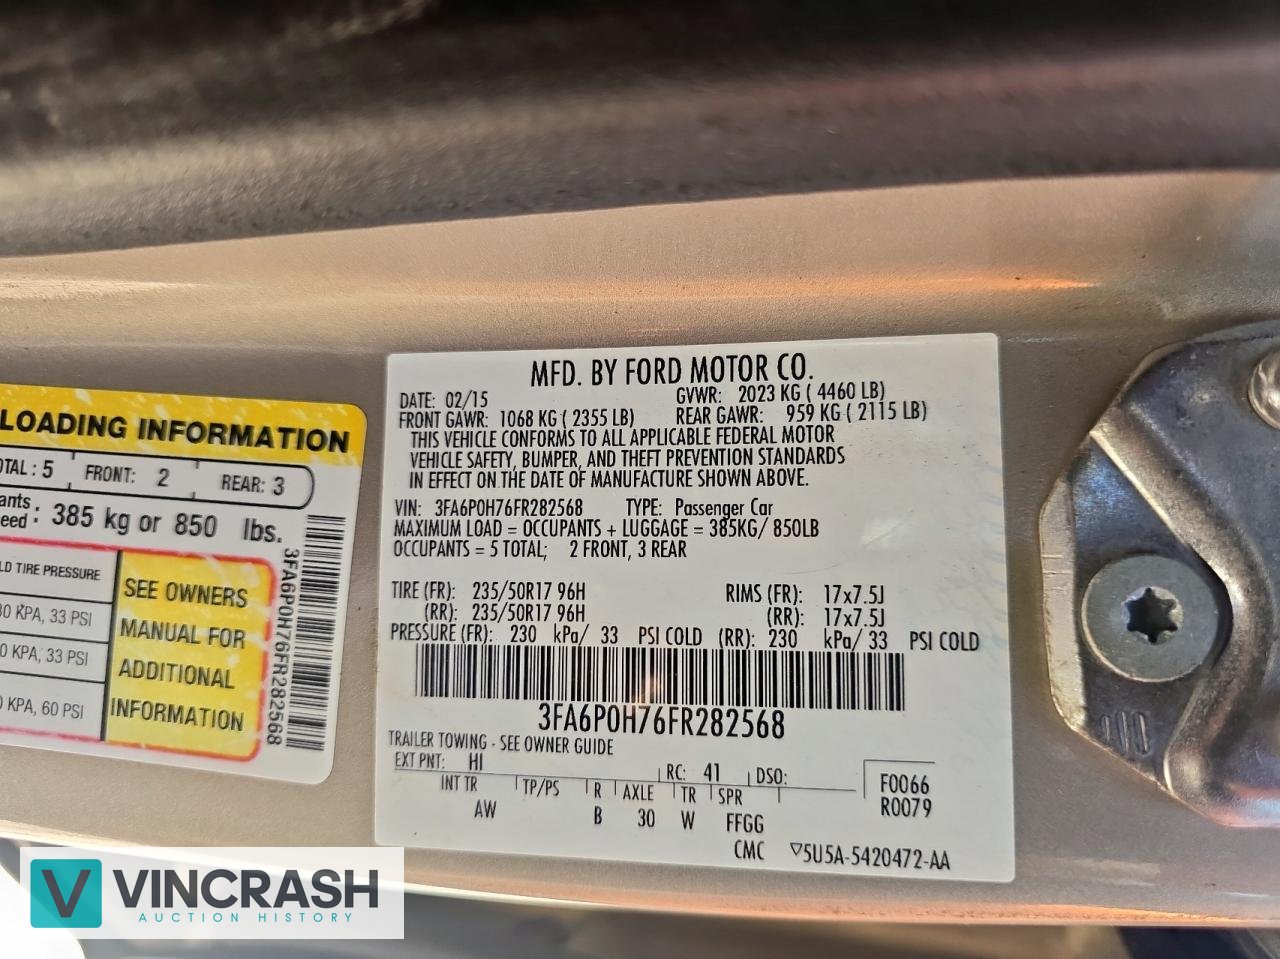 LOADING INFORMATION
OTAL : 5 FRONT: 2 REAR: 3
ants
eed : 385 kg or 850 lbs.
LD TIRE PRESSURE
30 KPA, 33 PSI
0 KPA, 33 PSI
0 KPA, 60 PSI
SEE OWNERS
MANUAL FOR
ADDITIONAL
INFORMATION
3FA6P0H76FR282568
MFD. BY FORD MOTOR CO.
DATE: 02/15 GVWR: 2023 KG ( 4460 LB)
FRONT GAWR: 1068 KG ( 2355 LB) REAR GAWR: 959 KG ( 2115 LB)
THIS VEHICLE CONFORMS TO ALL APPLICABLE FEDERAL MOTOR
VEHICLE SAFETY, BUMPER, AND THEFT PREVENTION STANDARDS
IN EFFECT ON THE DATE OF MANUFACTURE SHOWN ABOVE.
VIN: 3FA6P0H76FR282568 TYPE: Passenger Car
MAXIMUM LOAD = OCCUPANTS + LUGGAGE = 385KG/ 850LB
OCCUPANTS = 5 TOTAL; 2 FRONT, 3 REAR
TIRE (FR): 235/50R17 96H RIMS (FR): 17x7.5J
(RR): 235/50R17 96H (RR): 17x7.5J
PRESSURE (FR): 230 kPa/ 33 PSI COLD (RR): 230 kPa/ 33 PSI COLD
3FA6P0H76FR282568
TRAILER TOWING - SEE OWNER GUIDE
EXT PNT: HI RC: 41 DSO:
INT TR TP/PS R AXLE TR SPR
AW B 30 W FFGG
F0066
R0079
CMC ▽5U5A-5420472-AA
V VINCRASH
AUCTION HISTORY